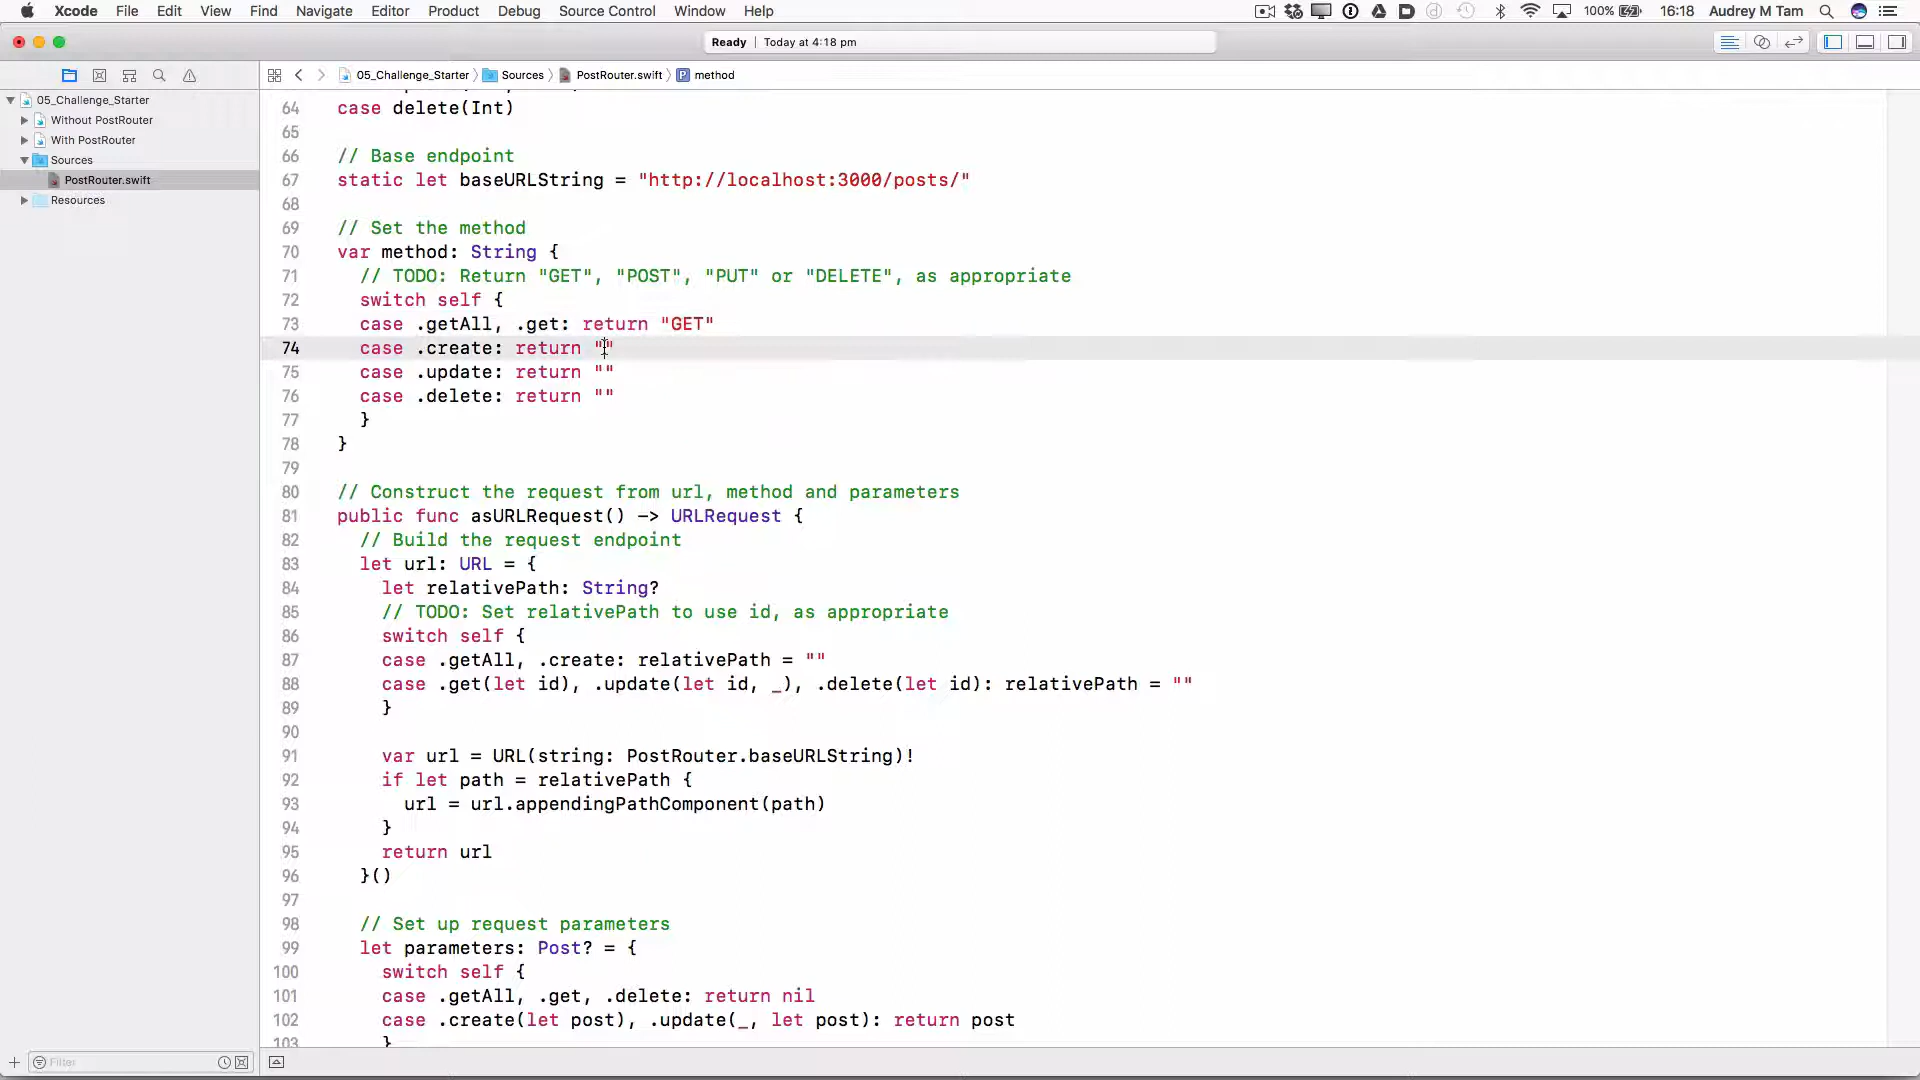 Xcode File Edit View Find Navigate Editor Product Debug Source Control Window Help 100% 16:18 Audrey M Tam
Ready | Today at 4:18 pm
05_Challenge_Starter Sources PostRouter.swift P method
05_Challenge_Starter
Without PostRouter
With PostRouter
Sources
PostRouter.swift
Resources
64 case delete(Int)
65
66 // Base endpoint
67 static let baseURLString = "http://localhost:3000/posts/"
68
69 // Set the method
70 var method: String {
71 // TODO: Return "GET", "POST", "PUT" or "DELETE", as appropriate
72 switch self {
73 case .getAll, .get: return "GET"
74 case .create: return ""
75 case .update: return ""
76 case .delete: return ""
77 }
78 }
79
80 // Construct the request from url, method and parameters
81 public func asURLRequest() -> URLRequest {
82 // Build the request endpoint
83 let url: URL = {
84 let relativePath: String?
85 // TODO: Set relativePath to use id, as appropriate
86 switch self {
87 case .getAll, .create: relativePath = ""
88 case .get(let id), .update(let id, _), .delete(let id): relativePath = ""
89 }
90
91 var url = URL(string: PostRouter.baseURLString)!
92 if let path = relativePath {
93 url = url.appendingPathComponent(path)
94 }
95 return url
96 }()
97
98 // Set up request parameters
99 let parameters: Post? = {
100 switch self {
101 case .getAll, .get, .delete: return nil
102 case .create(let post), .update(_, let post): return post
103 }
Filter